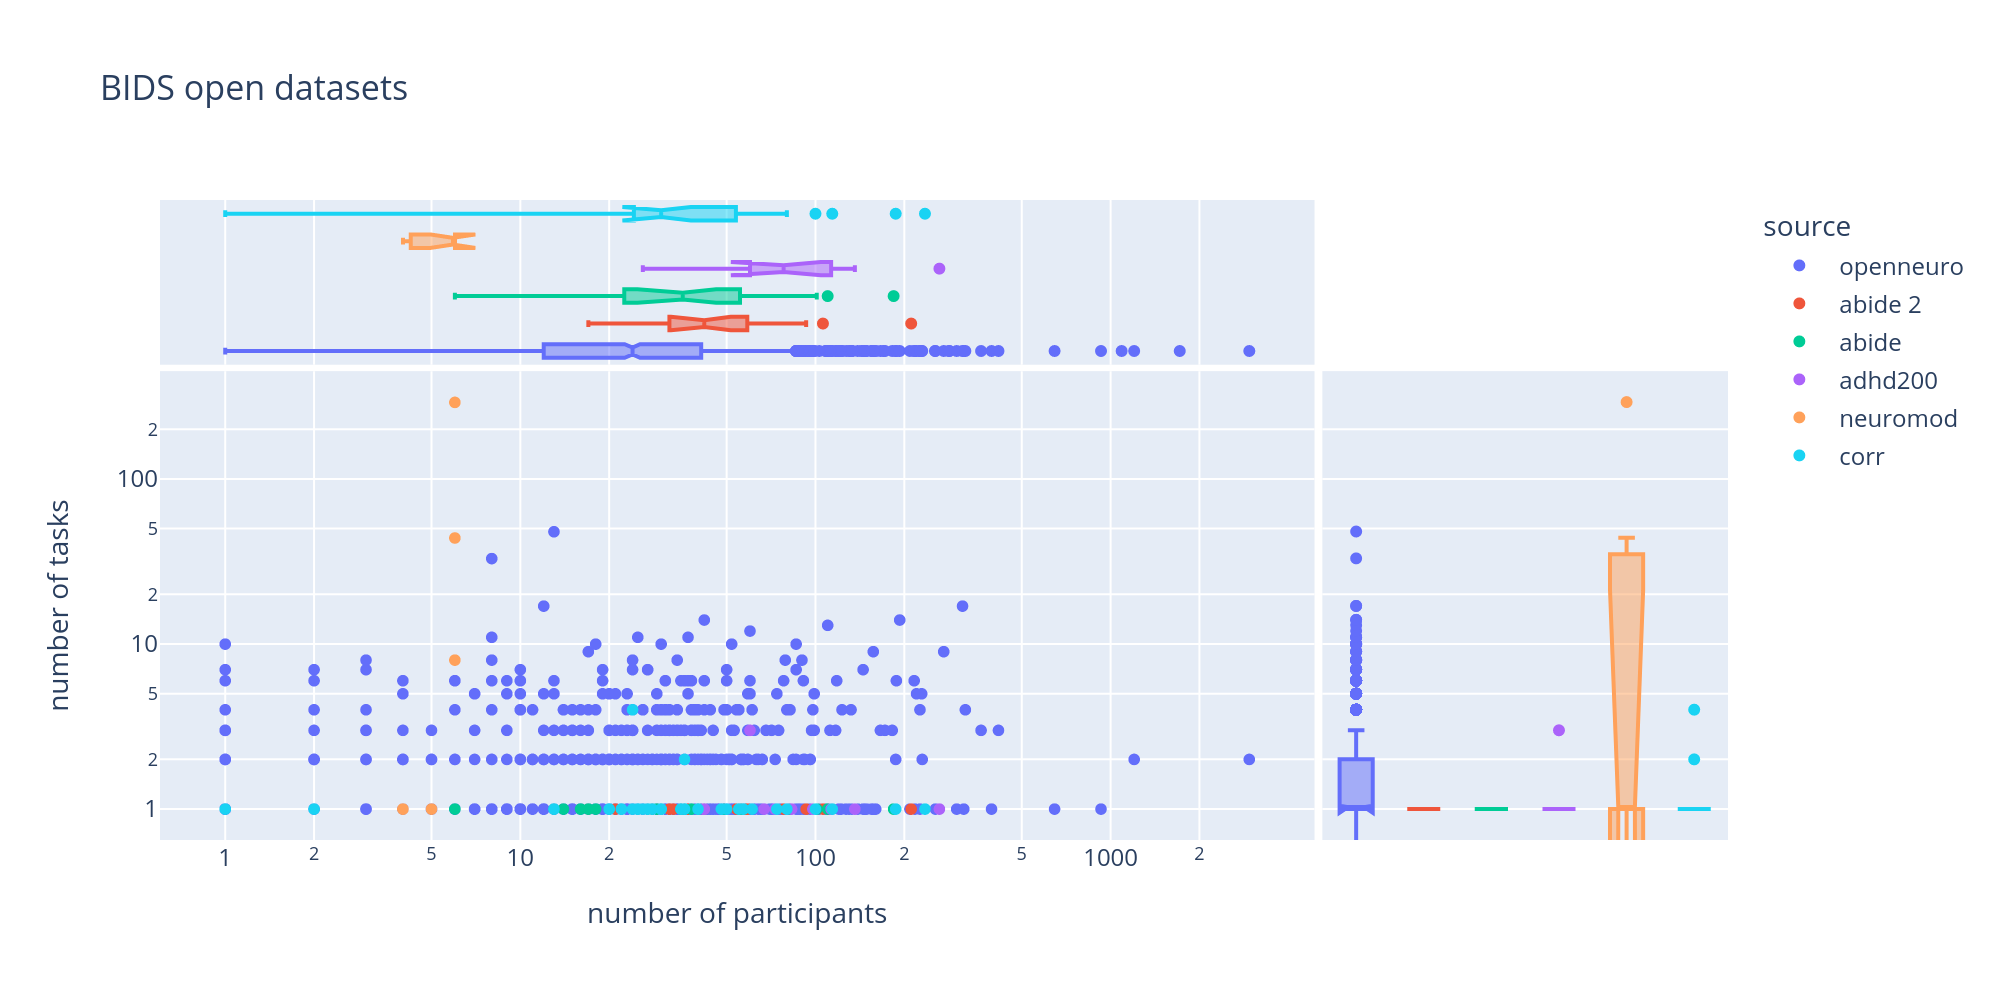 BIDS open datasets
source
openneuro
abide 2
abide
adhd200
neuromod
corr
number of tasks
2
100
5
2
10
5
2
1
1 2 5 10 2 5 100 2 5 1000 2
number of participants